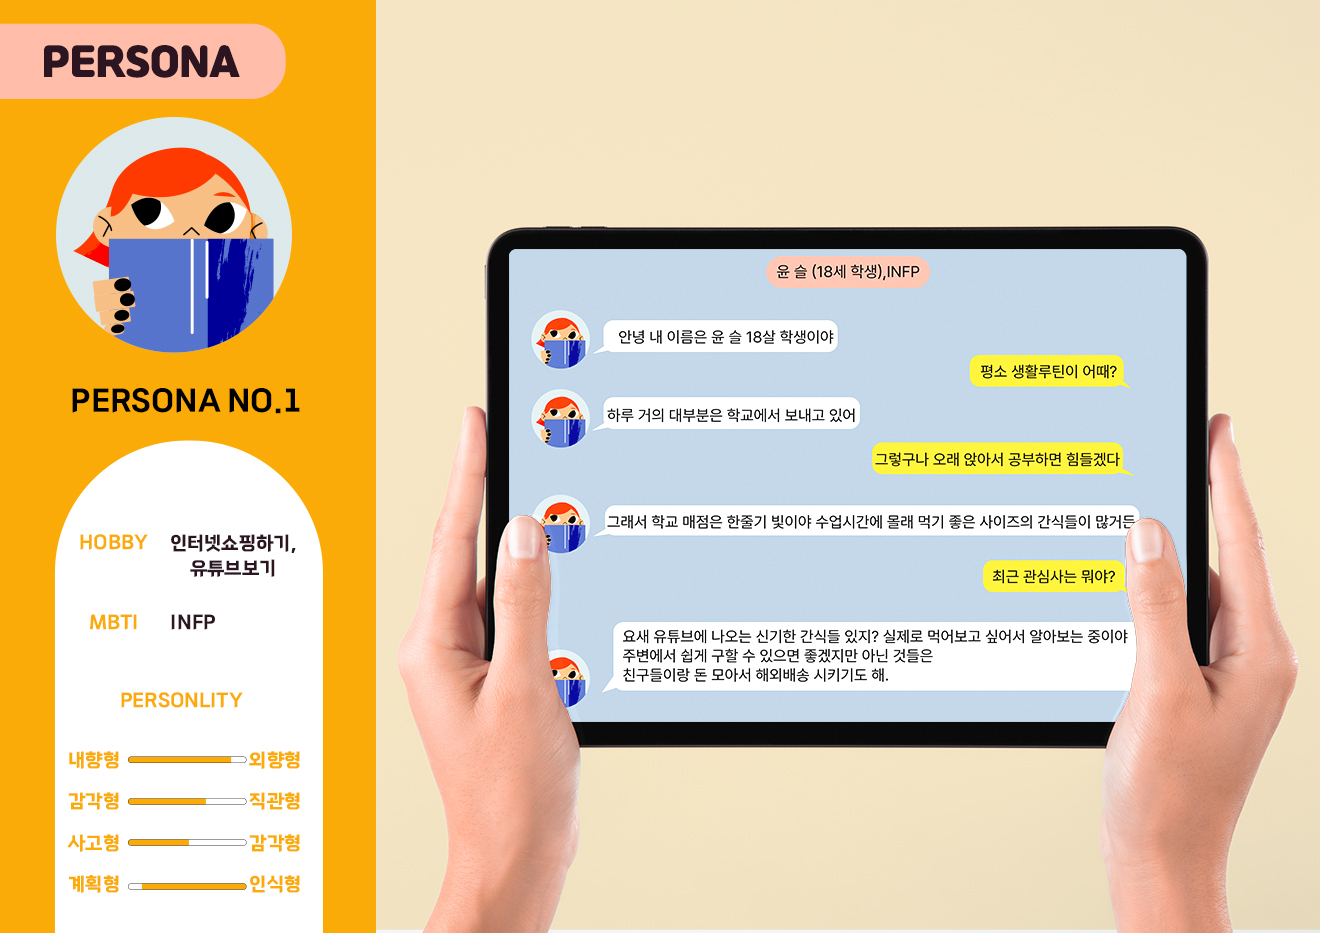 PERSONA
PERSONA NO.1
HOBBY 인터넷쇼핑하기,
유튜브보기
MBTI INFP
PERSONLITY
내향형 외향형
감각형 직관형
사고형 감각형
계획형 인식형
윤 슬 (18세 학생),INFP
안녕 내 이름은 윤 슬 18살 학생이야
평소 생활루틴이 어때?
하루 거의 대부분은 학교에서 보내고 있어
그렇구나 오래 앉아서 공부하면 힘들겠다
그래서 학교 매점은 한줄기 빛이야 수업시간에 몰래 먹기 좋은 사이즈의 간식들이 많거든
최근 관심사는 뭐야?
요새 유튜브에 나오는 신기한 간식들 있지? 실제로 먹어보고 싶어서 알아보는 중이야
주변에서 쉽게 구할 수 있으면 좋겠지만 아닌 것들은
친구들이랑 돈 모아서 해외배송 시키기도 해.